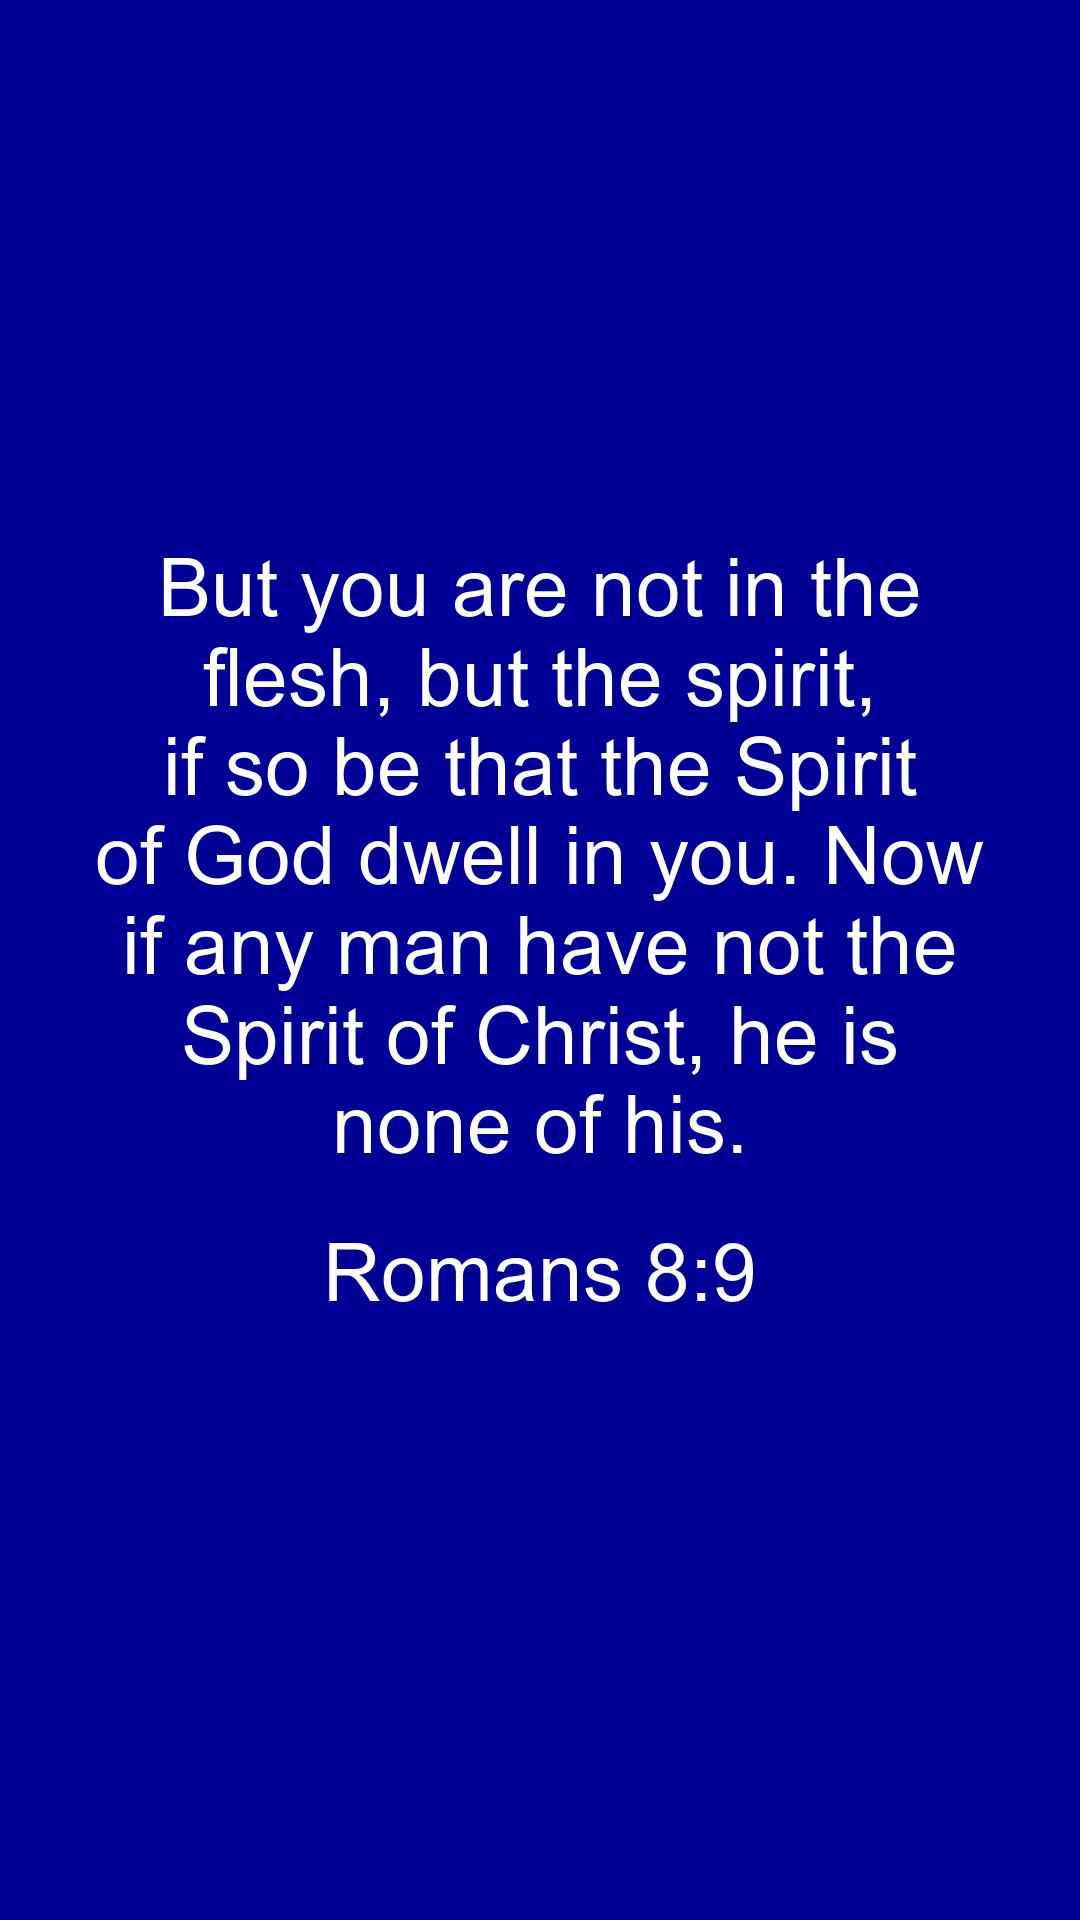 But you are not in the
flesh, but the spirit,
if so be that the Spirit
of God dwell in you. Now
if any man have not the
Spirit of Christ, he is
none of his.
Romans 8:9